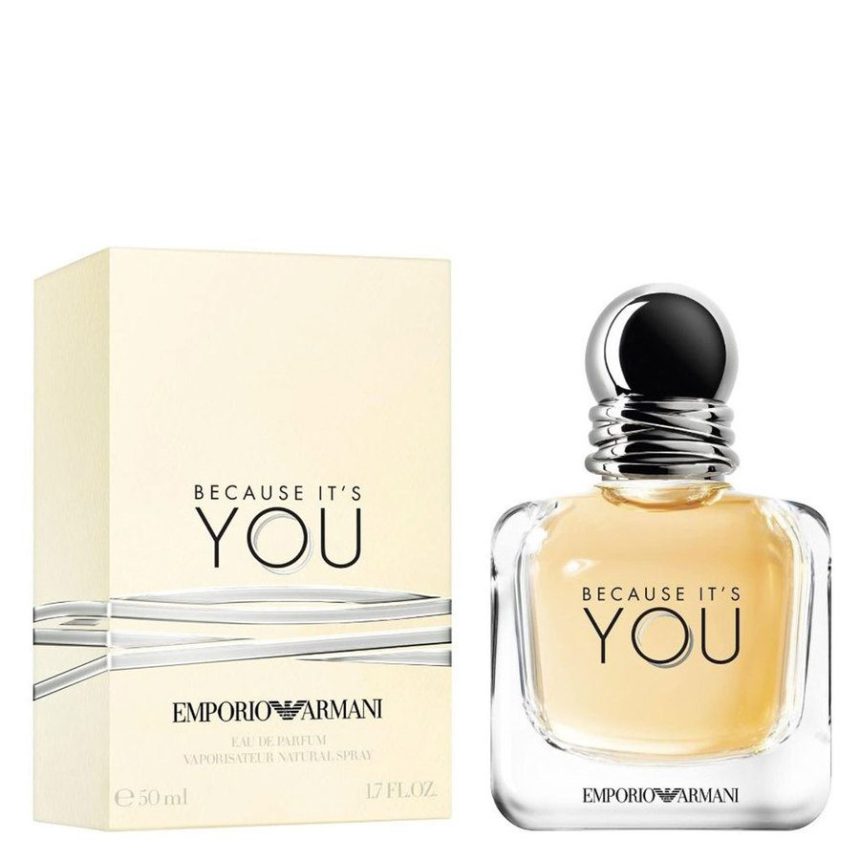 BECAUSE IT'S
YOU
EMPORIO ARMANI
EAU DE PARFUM
VAPORISATEUR NATURAL SPRAY
℮50 ml 1.7 FL.OZ.
BECAUSE IT'S
YOU
EMPORIO ARMANI